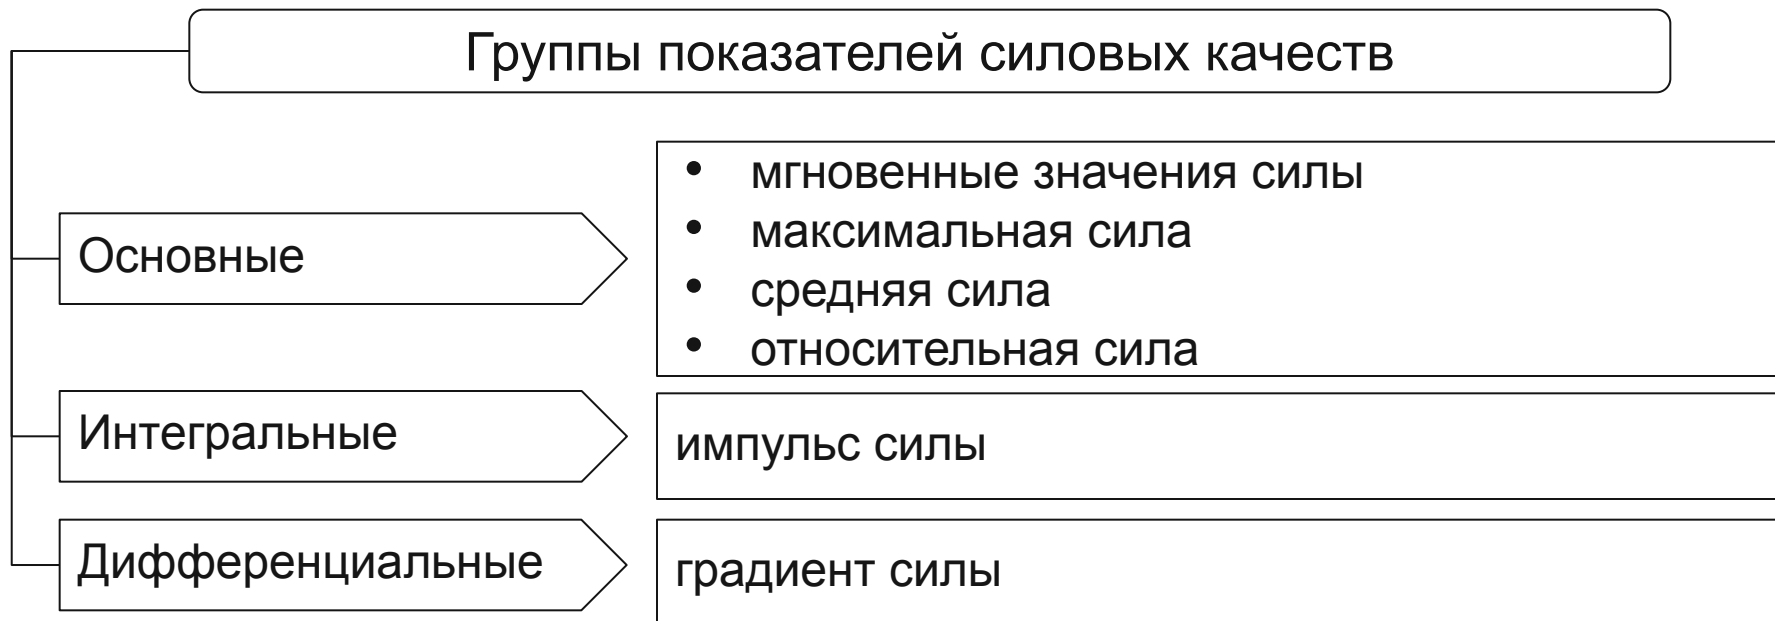 Группы показателей силовых качеств
Основные
• мгновенные значения силы
• максимальная сила
• средняя сила
• относительная сила
Интегральные
импульс силы
Дифференциальные
градиент силы